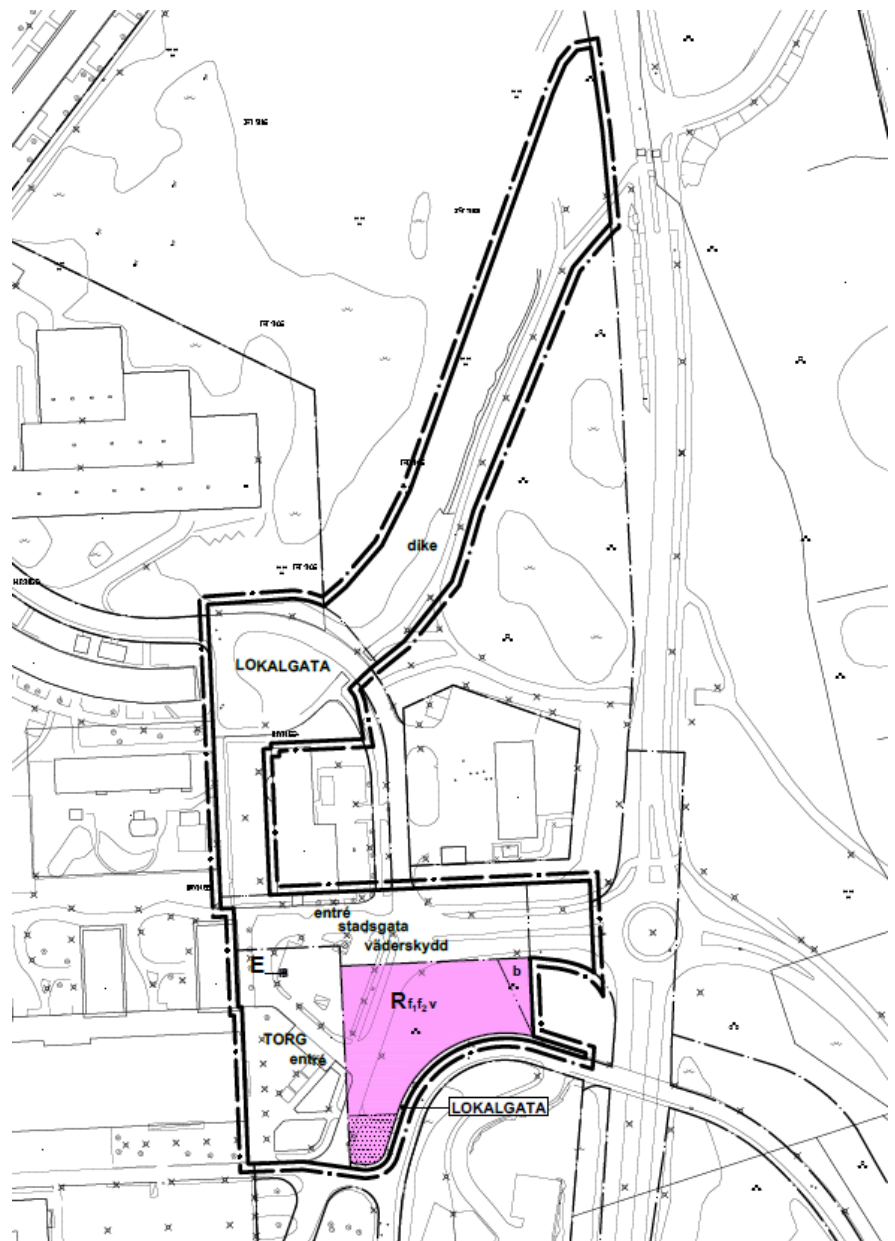 dike
LOKALGATA
entré
stadsgata
väderskydd
E
b
Rf₁f₂v
TORG
entré
LOKALGATA